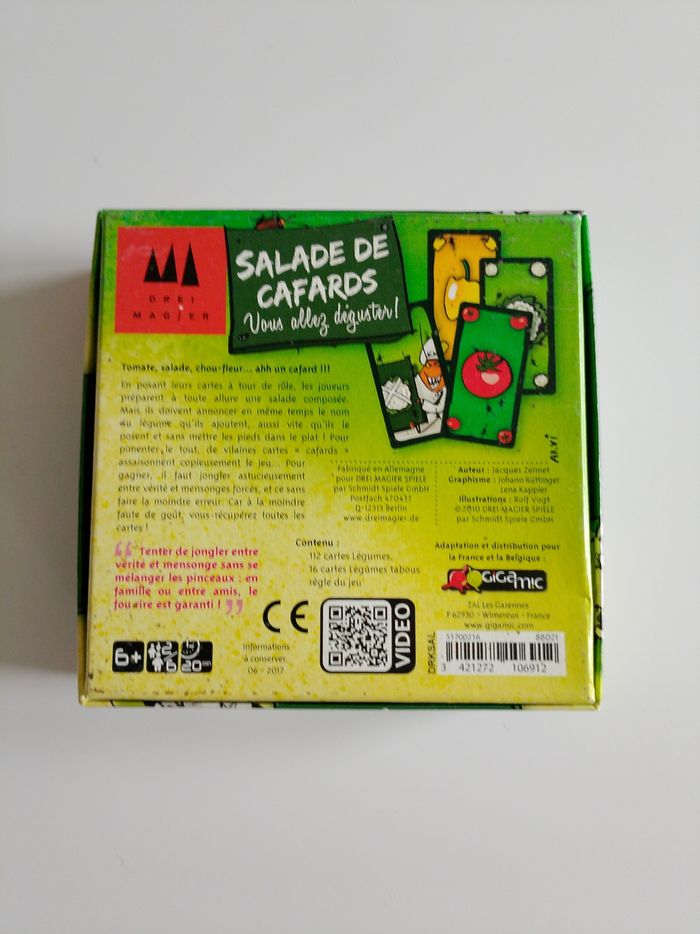 DREI
MAGIER
SALADE DE
CAFARDS
Vous allez déguster!
Tomate, salade, chou-fleur... ahh un cafard !!!
En posant leurs cartes à tour de rôle, les joueurs
préparent à toute allure une salade composée.
Mais ils doivent annoncer en même temps le nom
du légume qu'ils ajoutent, aussi vite qu'ils le
posent et sans mettre les pieds dans le plat ! Pour
pimenter le tout, de vilaines cartes « cafards »
assaisonnent copieusement le jeu... Pour
gagner, il faut jongler astucieusement
entre vérité et mensonges forcés, et ce sans
faire la moindre erreur. Car à la moindre
faute de goût, vous récupérez toutes les
cartes !
" Tenter de jongler entre
vérité et mensonge sans se
mélanger les pinceaux : en
famille ou entre amis, le
fou rire est garanti ! "
AN.VI
Fabriqué en Allemagne
pour DREI MAGIER SPIELE
par Schmidt Spiele GmbH
Postfach 470437
D-12313 Berlin
www.dreimagier.de
Auteur : Jacques Zeimet
Graphisme : Johann Rüttinger
Lena Kappler
Illustrations : Rolf Vogt
©2010 DREI MAGIER SPIELE
par Schmidt Spiele GmbH
Contenu :
112 cartes Légumes,
16 cartes Légumes tabous
règle du jeu
Adaptation et distribution pour
la France et la Belgique :
GIGAMIC
ZAL Les Garennes
F 62930 – Wimereux – France
www.gigamic.com
6+
20 min
CE
Informations
à conserver.
06 - 2017
VIDEO
DRKSAL
51700216 88021
3 421272 106912